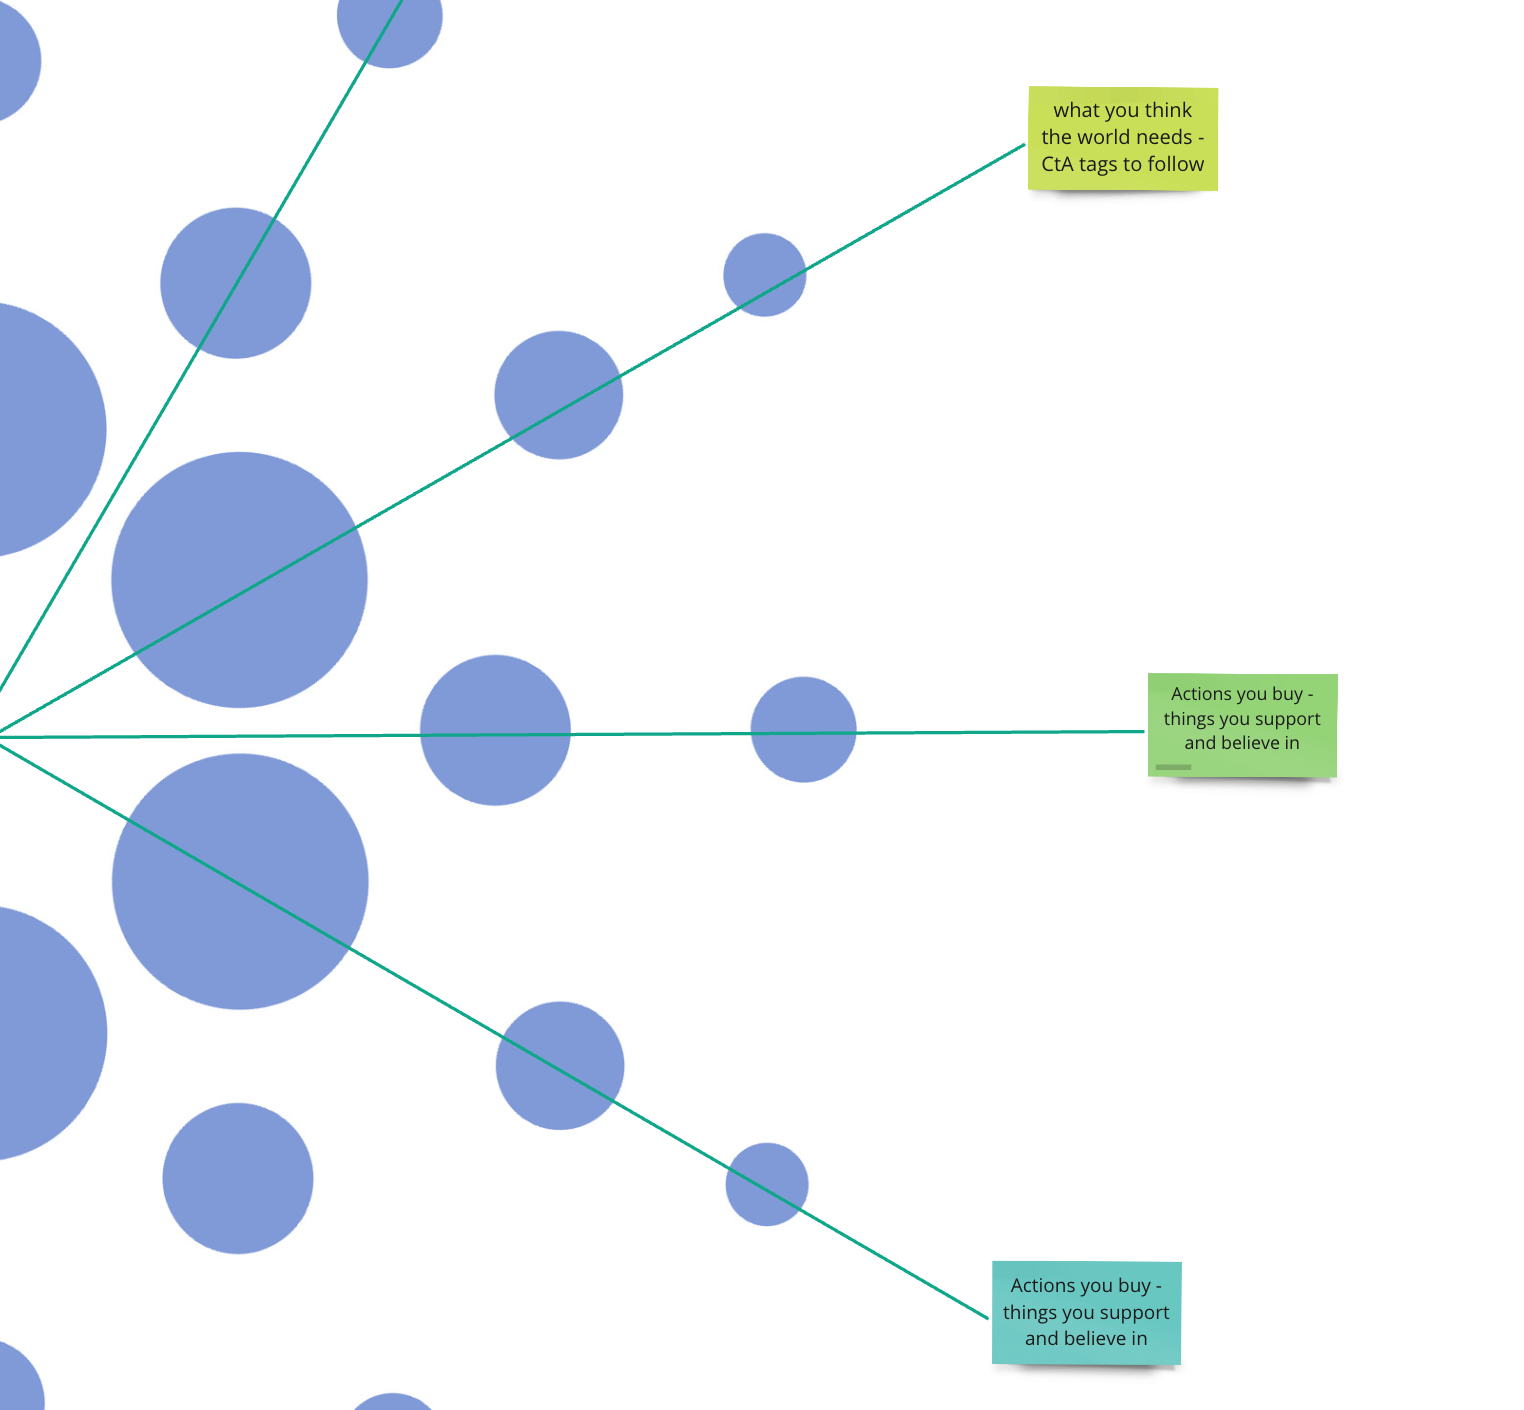 what you think
the world needs -
CtA tags to follow
Actions you buy -
things you support
and believe in
Actions you buy -
things you support
and believe in